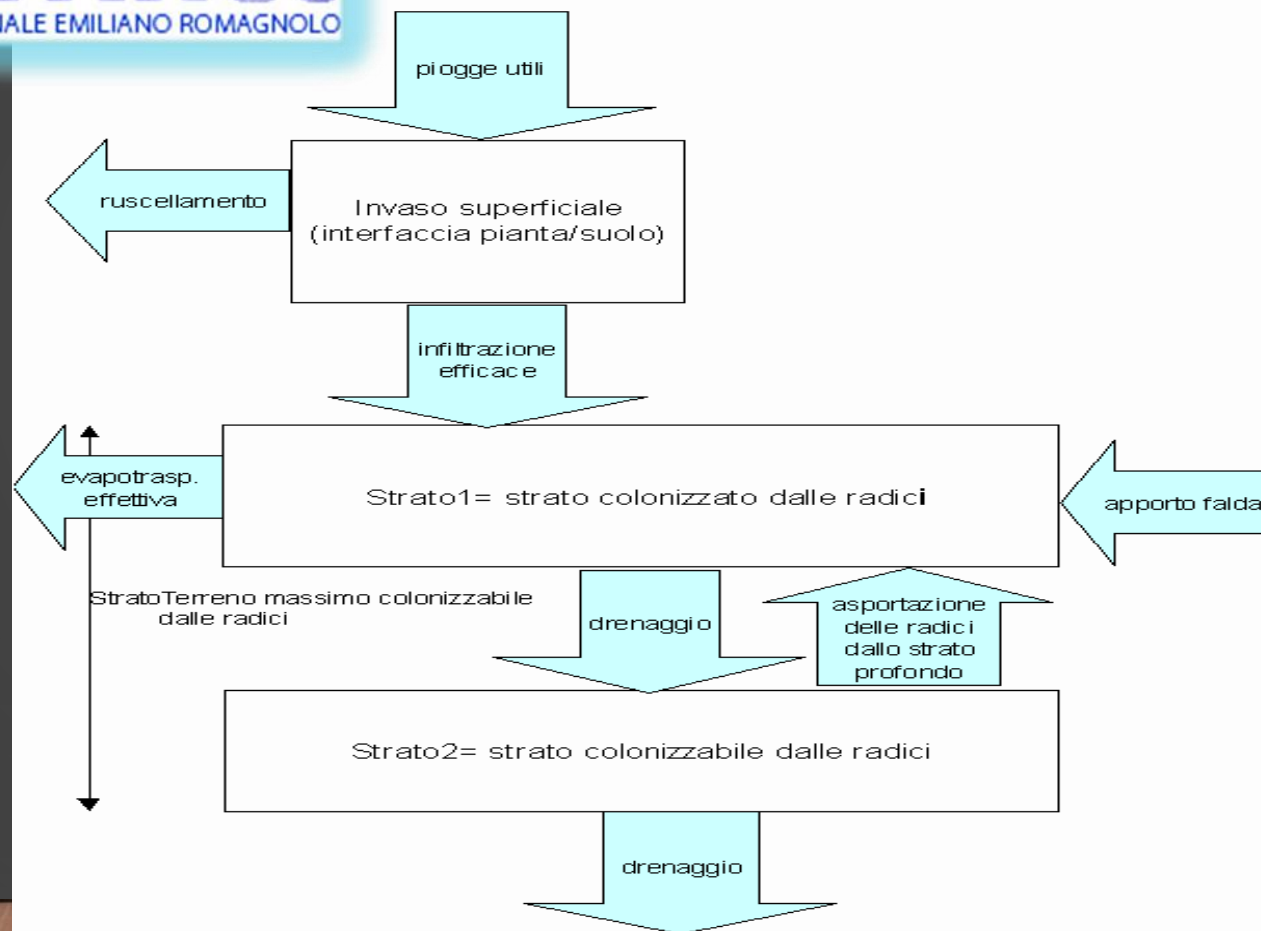 EMILIANO ROMAGNOLO
piogge utili
ruscellamento
Invaso superficiale
(interfaccia pianta/suolo)
infiltrazione
efficace
evapotrasp.
effettiva
Strato1= strato colonizzato dalle radici
apporto falda
StratoTerreno massimo colonizzabile
dalle radici
drenaggio
asportazione
delle radici
dallo strato
profondo
Strato2= strato colonizzabile dalle radici
drenaggio